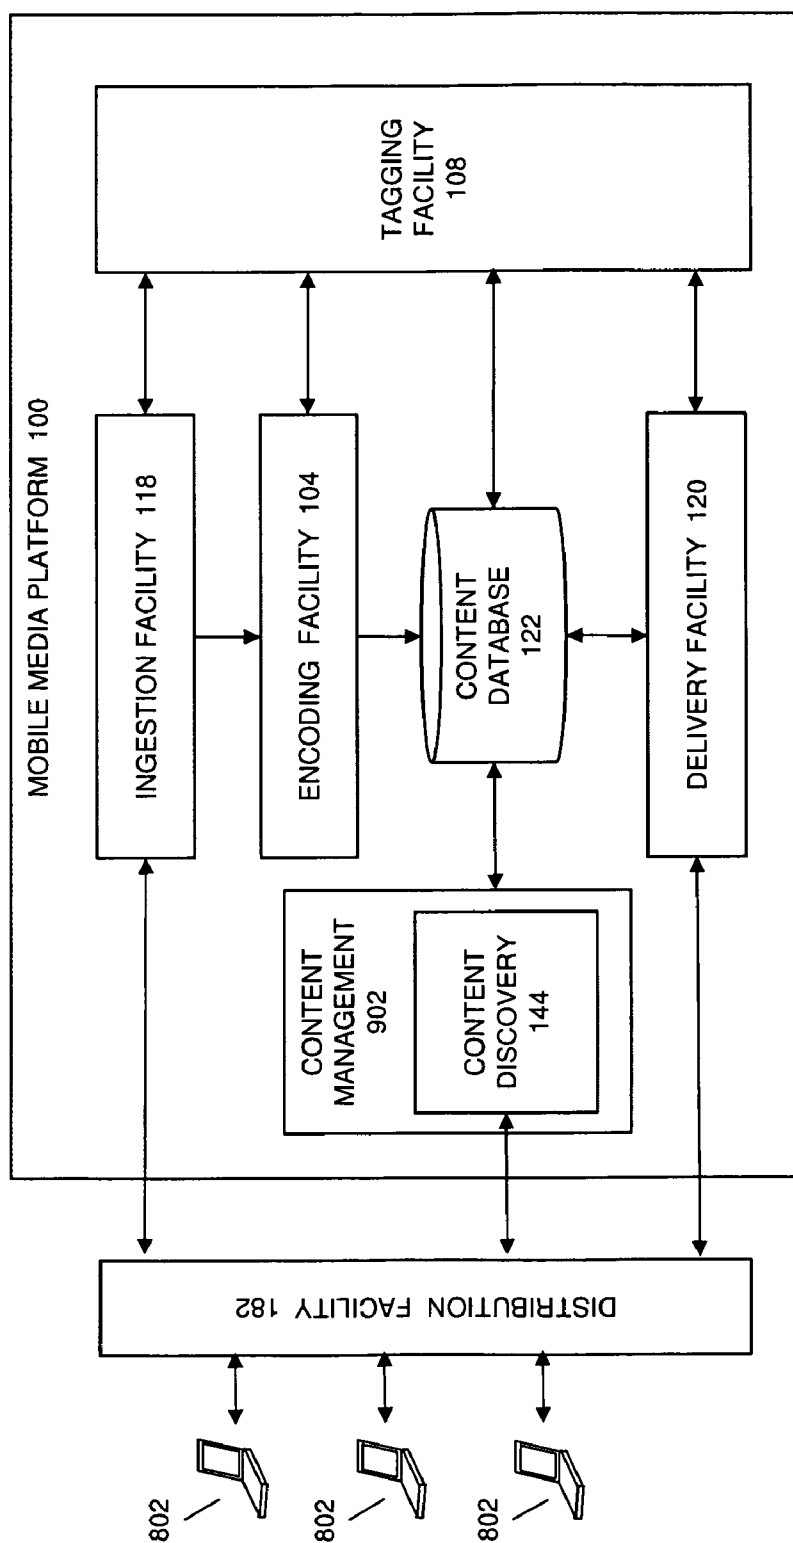 MOBILE MEDIA PLATFORM 100
INGESTION FACILITY 118
ENCODING FACILITY 104
CONTENT
DATABASE
122
DELIVERY FACILITY 120
TAGGING
FACILITY
108
CONTENT
MANAGEMENT
902
CONTENT
DISCOVERY
144
DISTRIBUTION FACILITY 182
802
802
802